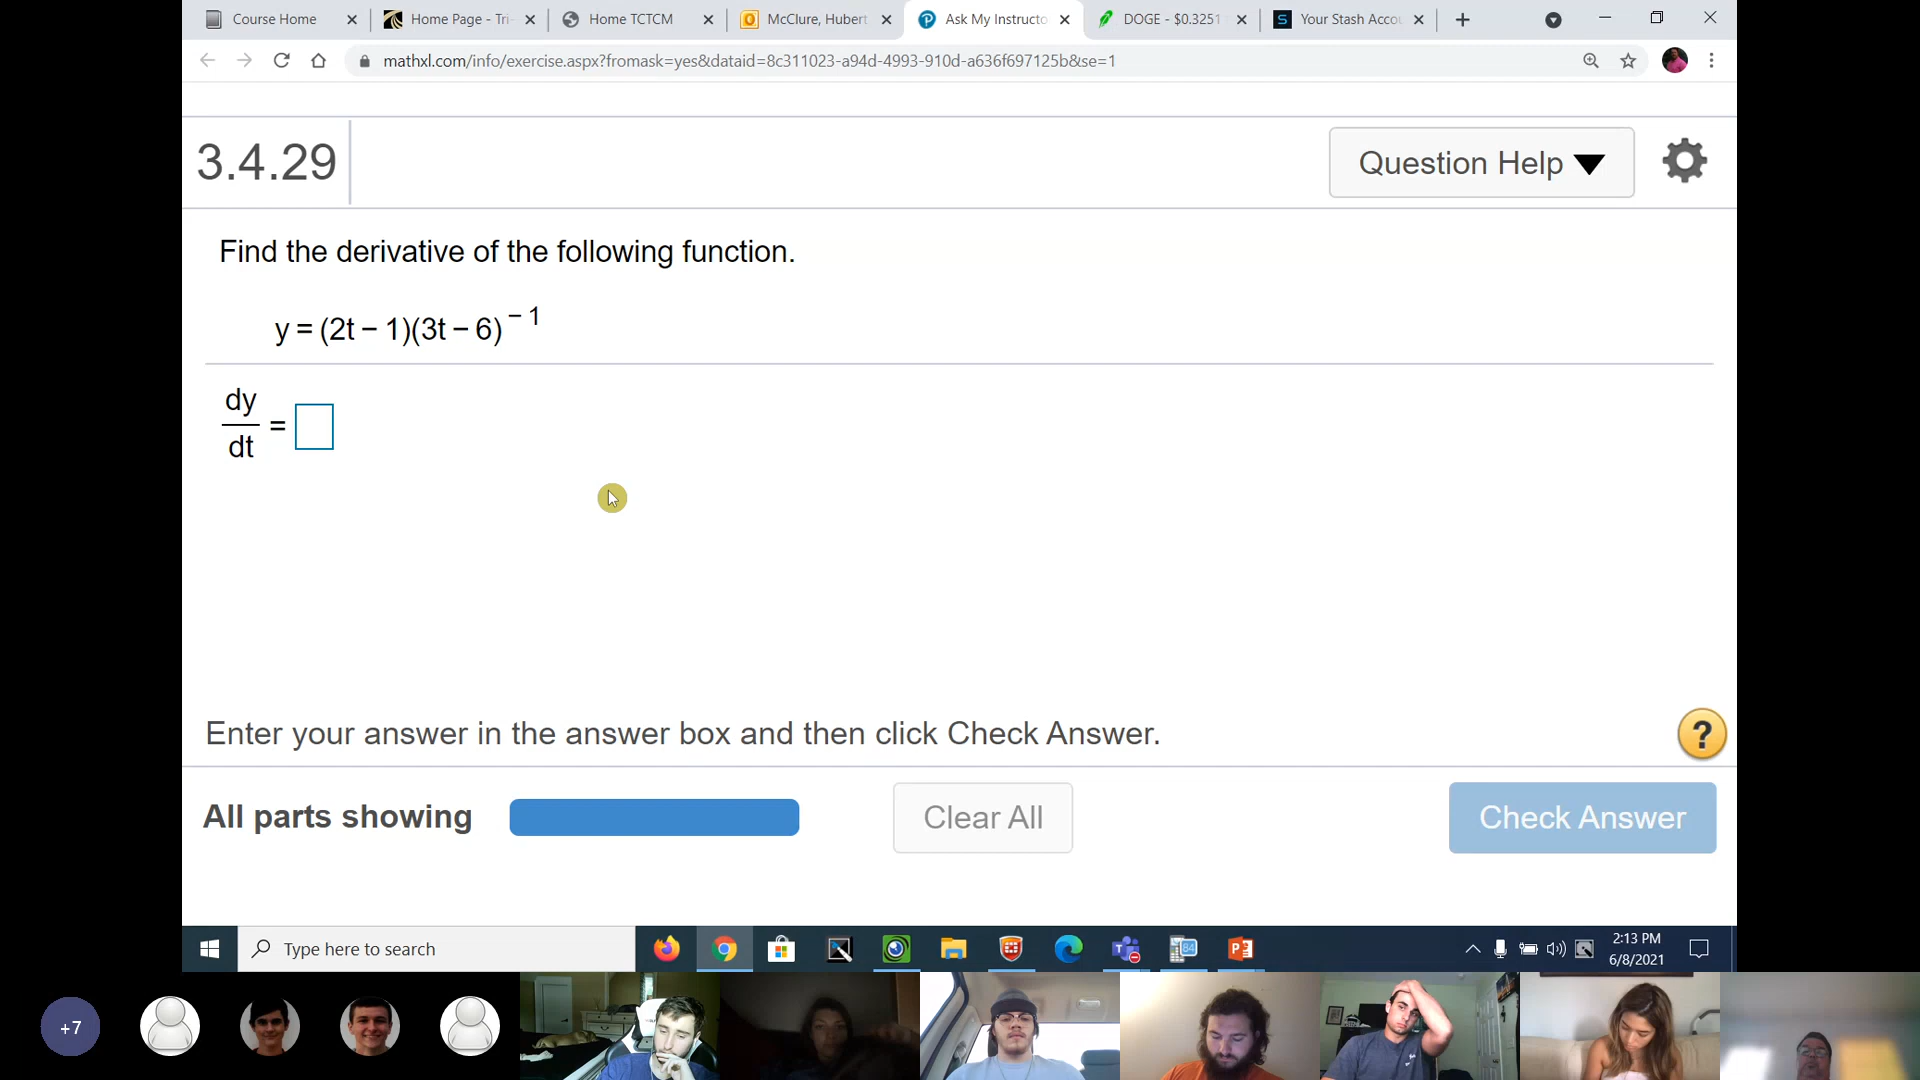 Course Home
Home Page - Tri-
Home TCTCM
McClure, Hubert
Ask My Instructo
DOGE - $0.3251
Your Stash Accou
mathxl.com/info/exercise.aspx?fromask=yes&dataid=8c311023-a94d-4993-910d-a636f697125b&se=1
3.4.29
Question Help
Find the derivative of the following function.
y = (2t − 1)(3t − 6)^− 1
dy
dt
=
Enter your answer in the answer box and then click Check Answer.
?
All parts showing
Clear All
Check Answer
Type here to search
2:13 PM
6/8/2021
+7